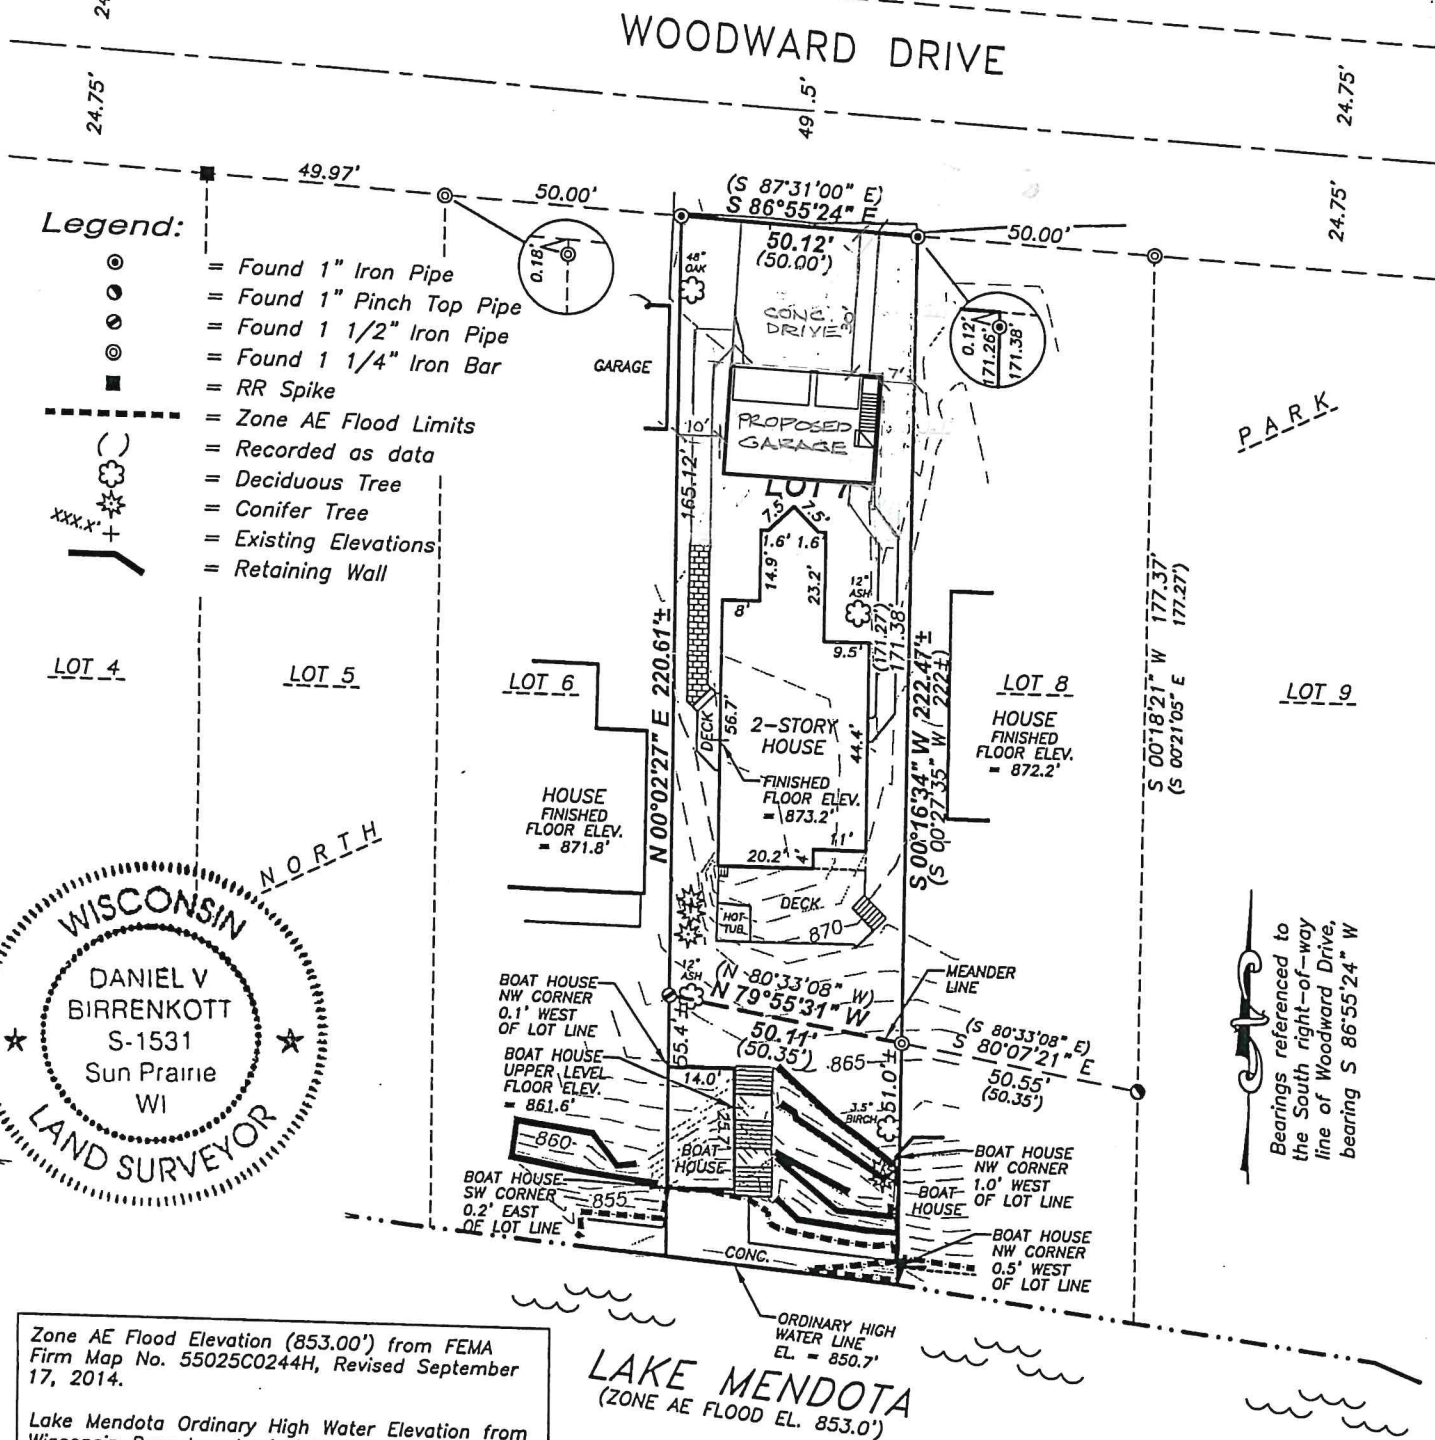 WOODWARD DRIVE
24.75'
49.5'
24.75'
24.75'
49.97'
50.00'
(S 87°31'00" E)
S 86°55'24" E
50.12'
(50.00')
50.00'
Legend:
= Found 1" Iron Pipe
= Found 1" Pinch Top Pipe
= Found 1 1/2" Iron Pipe
= Found 1 1/4" Iron Bar
= RR Spike
= Zone AE Flood Limits
( ) = Recorded as data
= Deciduous Tree
= Conifer Tree
XXX.X' + = Existing Elevations
= Retaining Wall
0.18'
48"
OAK
CONC.
DRIVE
30'
0.12'
171.26'
171.38'
GARAGE
7'
10'
PROPOSED
GARAGE
PARK
165.12'
LOT 7
7.5'
7.5'
1.6'
1.6'
14.9'
23.2'
12"
ASH
8'
9.5'
(171.27')
171.38'
S 00°18'21" W 177.37'
(S 00°21'05" E 177.27')
LOT 4
LOT 5
LOT 6
N 00°02'27" E 220.61'±
DECK
56.7'
2-STORY
HOUSE
44.4'
FINISHED
FLOOR ELEV.
= 873.2'
S 00°16'34" W 222.47'±
(S 00°27'35" W 222±)
LOT 8
HOUSE
FINISHED
FLOOR ELEV.
= 872.2'
LOT 9
HOUSE
FINISHED
FLOOR ELEV.
= 871.8'
NORTH
20.2'
4'
11'
DECK
HOT
TUB
870
WISCONSIN
DANIEL V
BIRRENKOTT
S-1531
Sun Prairie
WI
LAND SURVEYOR
Bearings referenced to
the South right-of-way
line of Woodward Drive,
bearing S 86°55'24" W
12"
ASH
(N 80°33'08" W)
N 79°55'31" W
50.11'
(50.35')
MEANDER
LINE
(S 80°33'08" E)
S 80°07'21" E
50.55'
(50.35')
BOAT HOUSE
NW CORNER
0.1' WEST
OF LOT LINE
55.4'±
865
51.0'±
BOAT HOUSE
UPPER LEVEL
FLOOR ELEV.
= 861.6'
14.0'
25.7'
3.5"
BIRCH
BOAT
HOUSE
860
855
BOAT HOUSE
SW CORNER
0.2' EAST
OF LOT LINE
BOAT
HOUSE
BOAT HOUSE
NW CORNER
1.0' WEST
OF LOT LINE
BOAT HOUSE
NW CORNER
0.5' WEST
OF LOT LINE
CONC.
ORDINARY HIGH
WATER LINE
EL. = 850.7'
LAKE MENDOTA
(ZONE AE FLOOD EL. 853.0')
Zone AE Flood Elevation (853.00') from FEMA
Firm Map No. 55025C0244H, Revised September
17, 2014.
Lake Mendota Ordinary High Water Elevation from